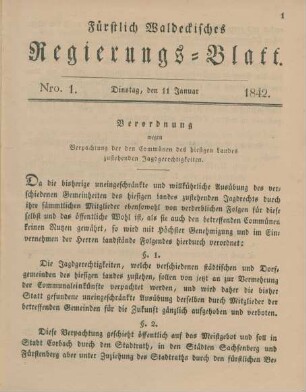 1
Fürstlich Waldeckisches
Regierungs=Blatt.
Nro. 1. Dinstag, den 11 Januar 1842.
Verordnung
wegen
Verpachtung der den Communen des hiesigen Landes
zustehenden Jagdgerechtigkeiten.
Da die bisherige uneingeschränkte und willkührliche Ausübung des ver-
schiedenen Gemeinheiten des hiesigen Landes zustehenden Jagdrechts durch
ihre sämmtlichen Mitglieder ebensowohl von verderblichen Folgen für diese
selbst und das öffentliche Wohl ist, als sie auch den betreffenden Communen
keinen Nutzen gewährt, so wird mit Höchster Genehmigung und im Ein-
vernehmen der Herren Landstände Folgendes hierdurch verordnet:
§. 1.
Die Jagdgerechtigkeiten, welche verschiedenen städtischen und Dorfs-
gemeinden des hiesigen Landes zustehen, sollen von jetzt an zur Vermehrung
der Communaleinkünfte verpachtet werden, und wird daher die bisher
Statt gefundene uneingeschränkte Ausübung derselben durch Mitglieder der
betreffenden Gemeinden für die Zukunft gänzlich aufgehoben und verboten.
§. 2.
Diese Verpachtung geschieht öffentlich auf das Meistgebot und soll in
Stadt Corbach durch den Stadtrath, in den Städten Sachsenberg und
Fürstenberg aber unter Zuziehung des Stadtraths durch den fürstlichen Be-